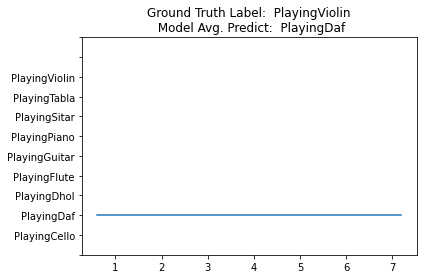 Ground Truth Label: PlayingViolin
Model Avg. Predict: PlayingDaf
PlayingViolin
PlayingTabla
PlayingSitar
PlayingPiano
PlayingGuitar
PlayingFlute
PlayingDhol
PlayingDaf
PlayingCello
1 2 3 4 5 6 7